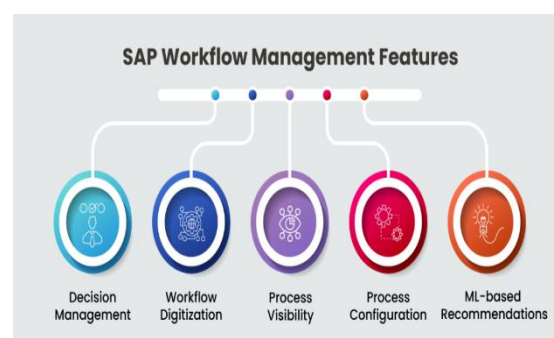 SAP Workflow Management Features
Decision
Management
Workflow
Digitization
Process
Visibility
Process
Configuration
ML-based
Recommendations